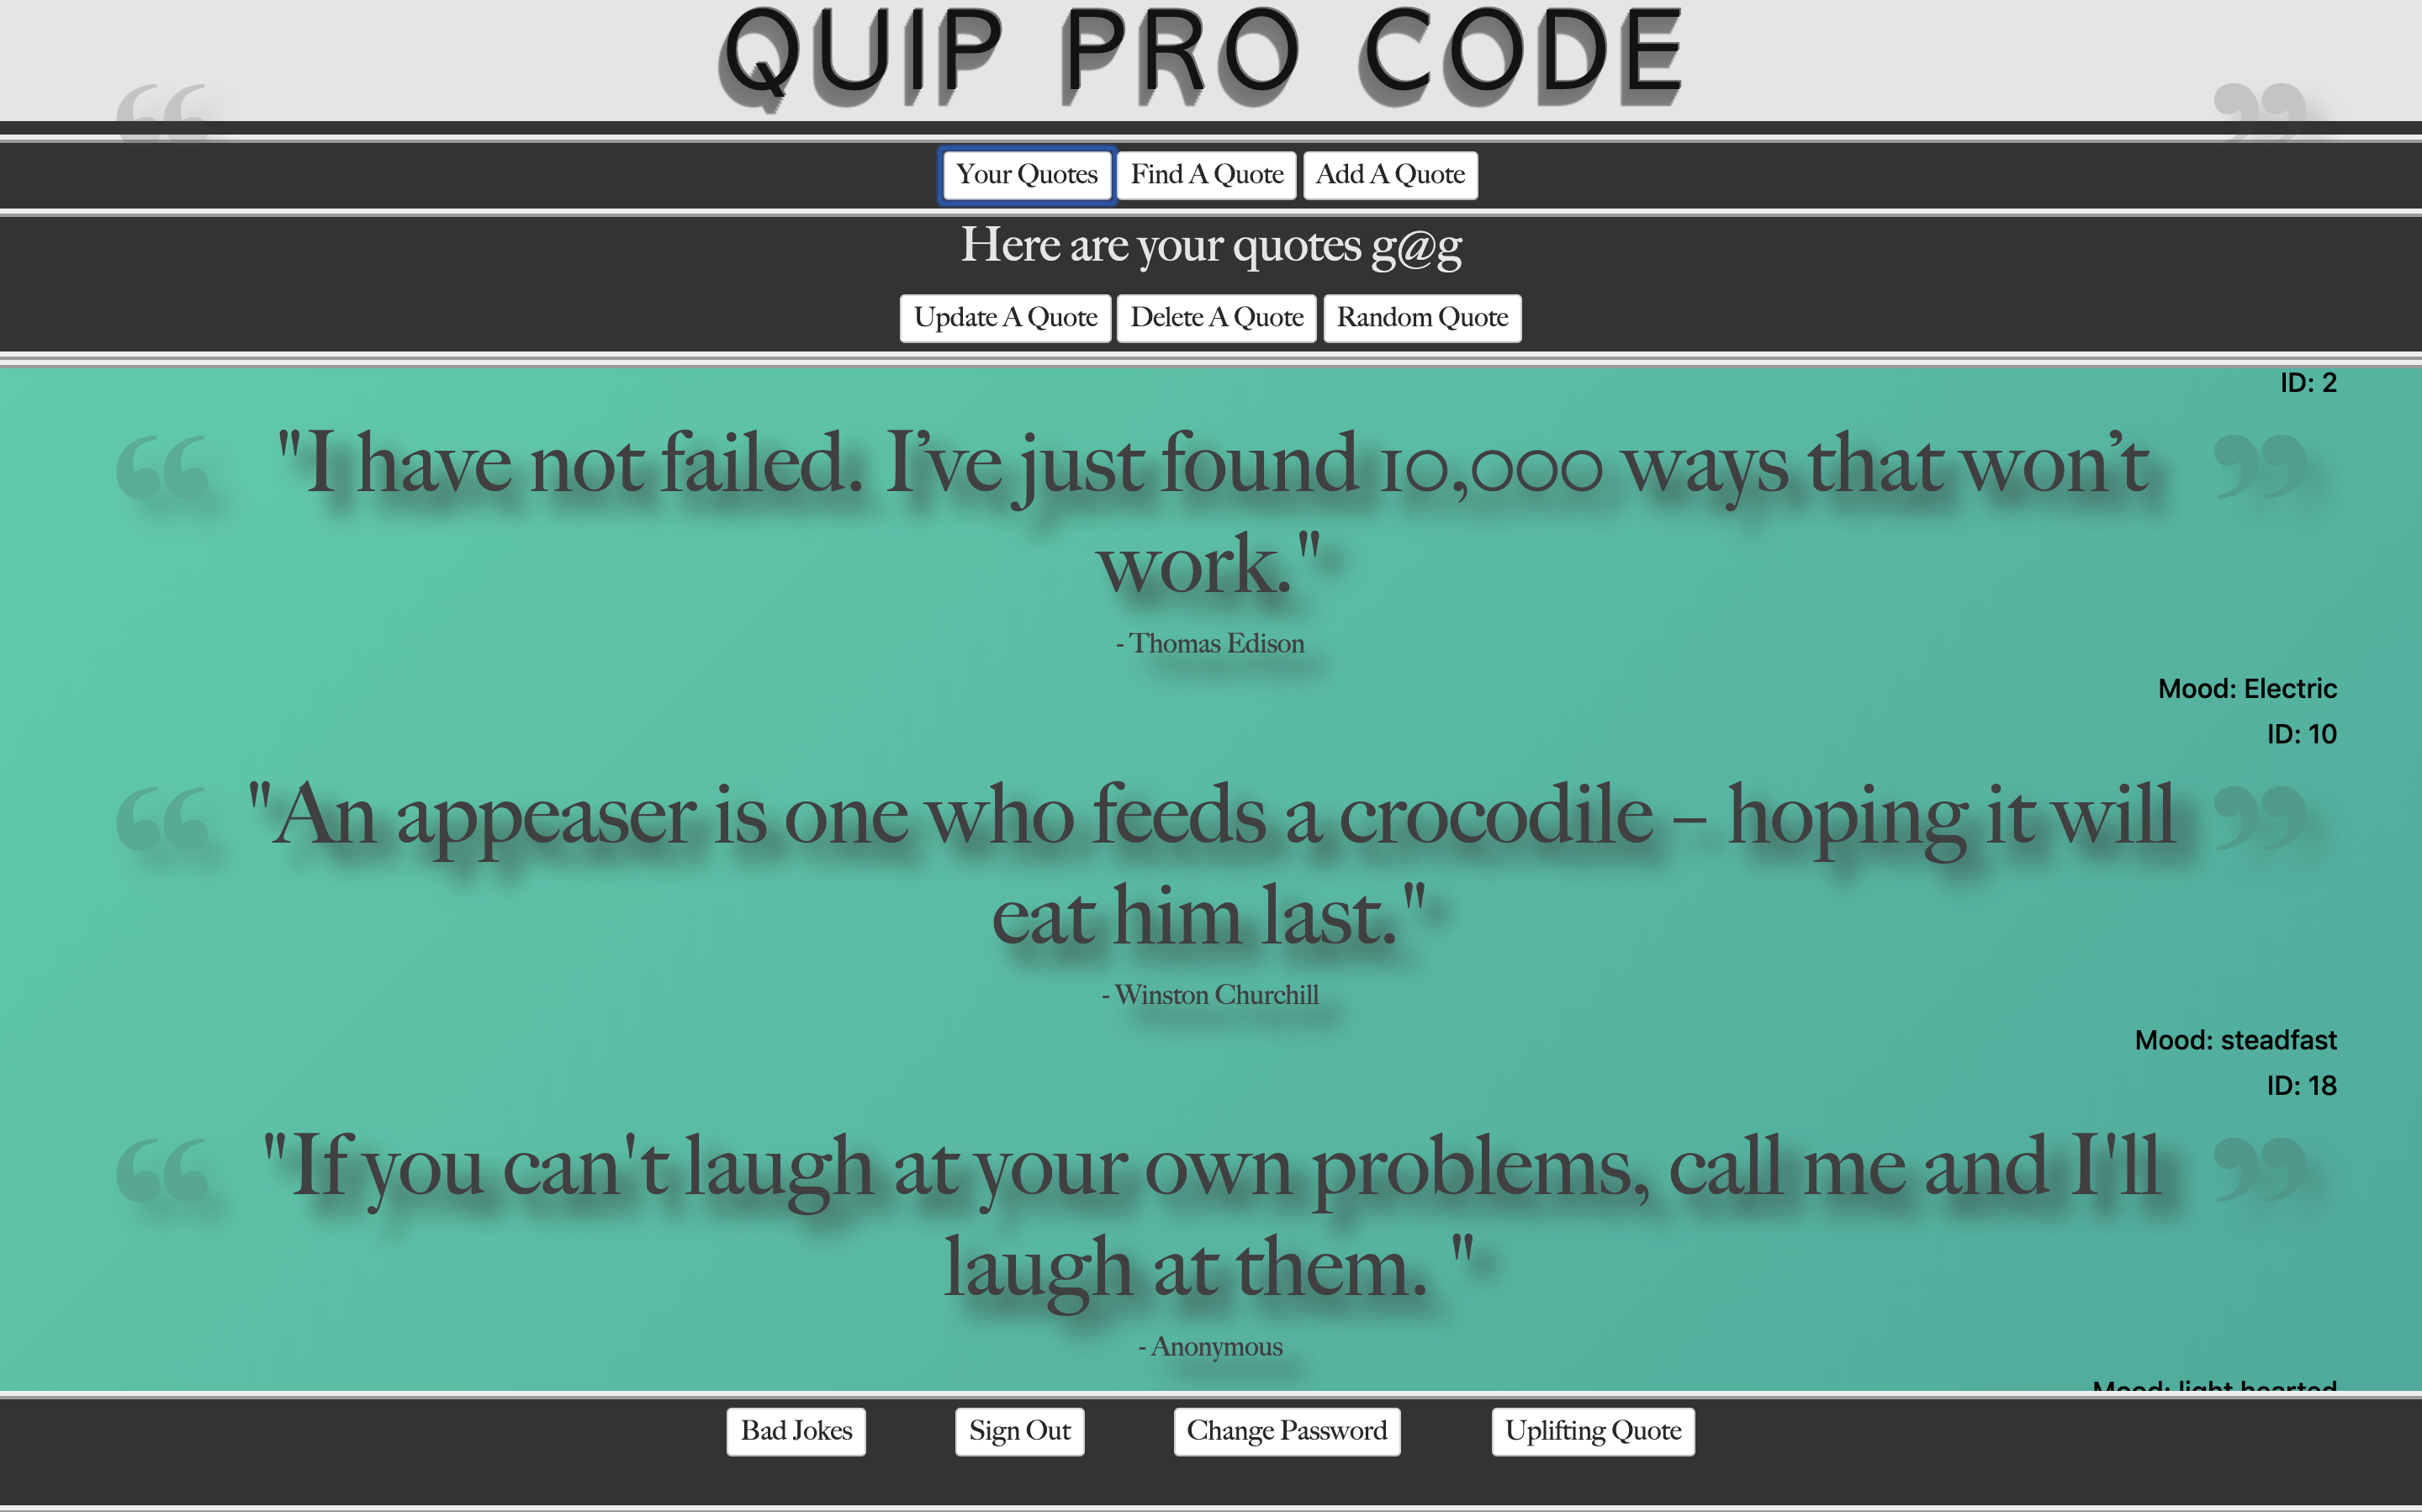 QUIP PRO CODE
“ ”
Your Quotes Find A Quote Add A Quote
Here are your quotes g@g
Update A Quote Delete A Quote Random Quote
ID: 2
“ "I have not failed. I’ve just found 10,000 ways that won’t ”
work."
- Thomas Edison
Mood: Electric
ID: 10
“ "An appeaser is one who feeds a crocodile – hoping it will ”
eat him last."
- Winston Churchill
Mood: steadfast
ID: 18
“ "If you can't laugh at your own problems, call me and I'll ”
laugh at them. "
- Anonymous
Mood: light hearted
Bad Jokes Sign Out Change Password Uplifting Quote